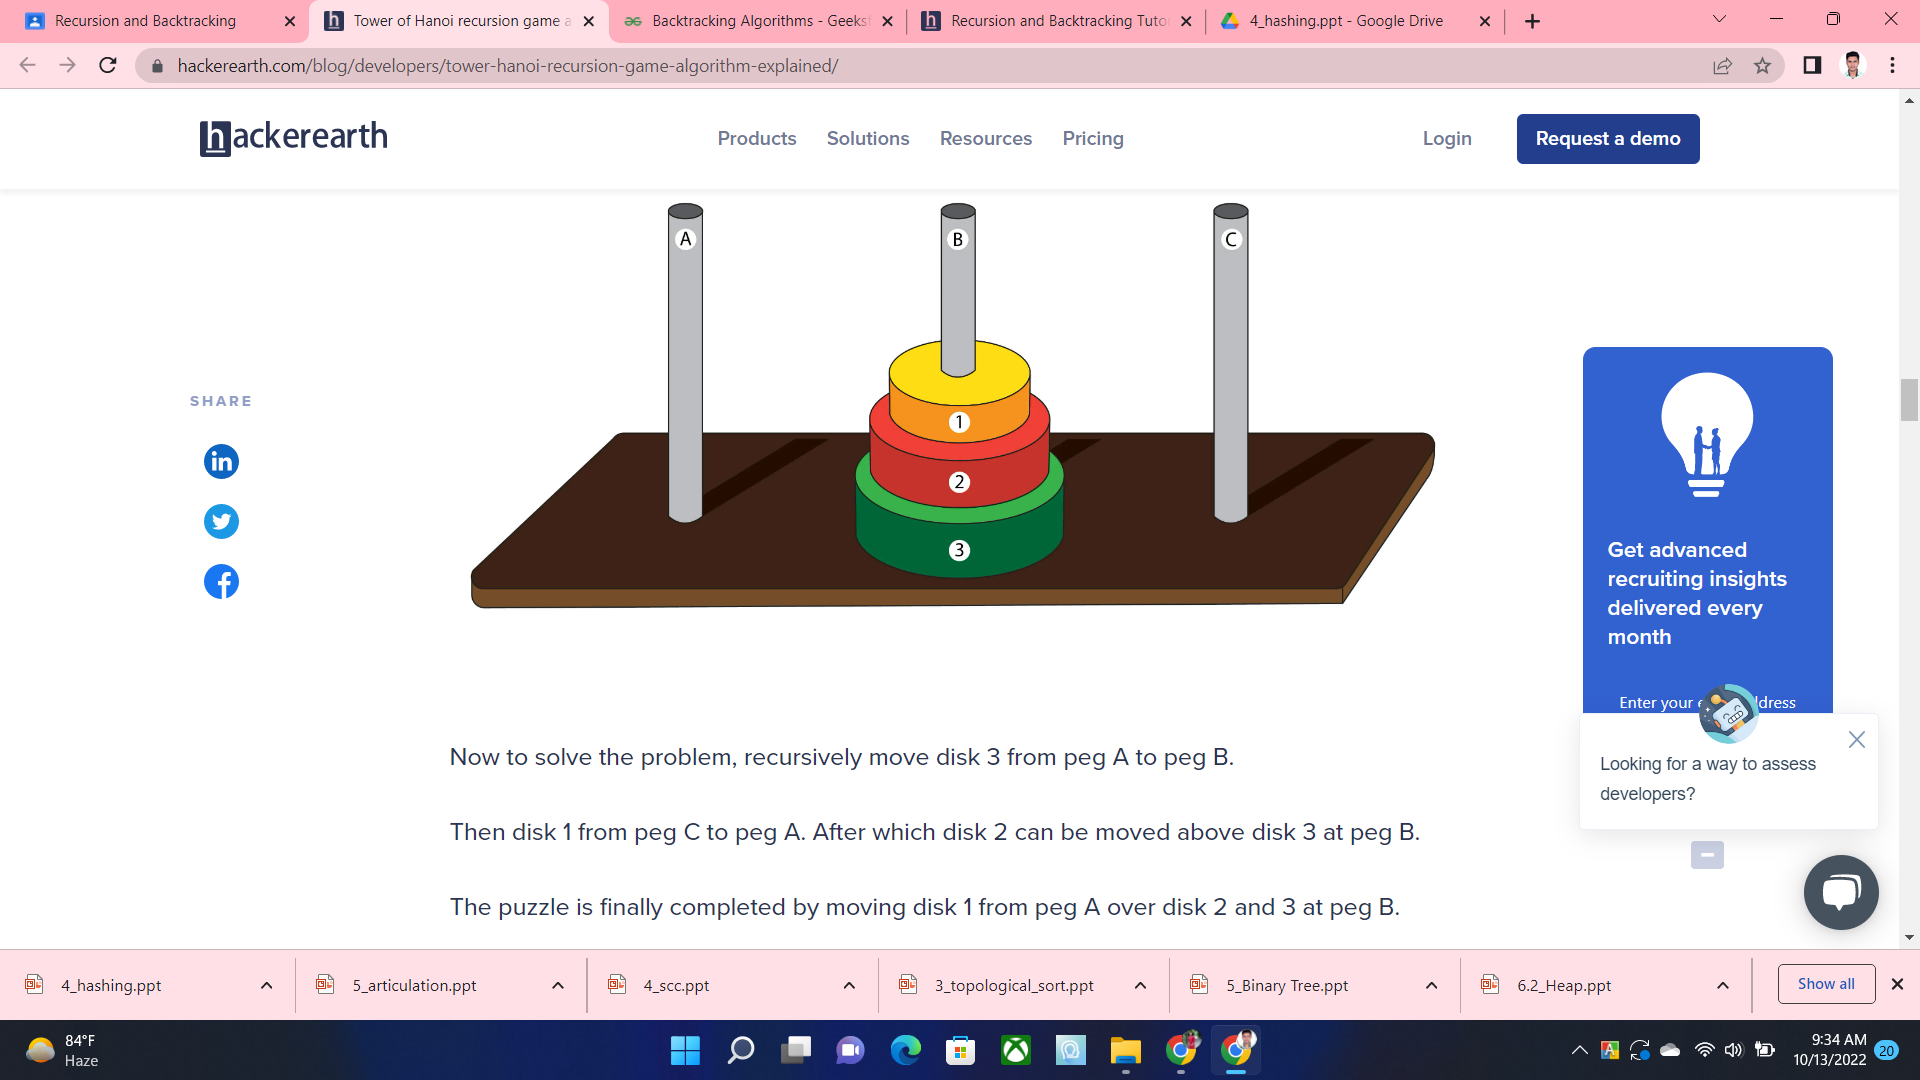 Recursion and Backtracking
Tower of Hanoi recursion game a
Backtracking Algorithms - Geeksf
Recursion and Backtracking Tuto
4_hashing.ppt - Google Drive
hackerearth.com/blog/developers/tower-hanoi-recursion-game-algorithm-explained/
hackerearth
Products Solutions Resources Pricing Login Request a demo
A B C
SHARE
1
2
3
Get advanced
recruiting insights
delivered every
month
Enter your e dress
Looking for a way to assess
developers?
Now to solve the problem, recursively move disk 3 from peg A to peg B.
Then disk 1 from peg C to peg A. After which disk 2 can be moved above disk 3 at peg B.
The puzzle is finally completed by moving disk 1 from peg A over disk 2 and 3 at peg B.
4_hashing.ppt 5_articulation.ppt 4_scc.ppt 3_topological_sort.ppt 5_Binary Tree.ppt 6.2_Heap.ppt Show all
84°F
Haze
9:34 AM
10/13/2022
20